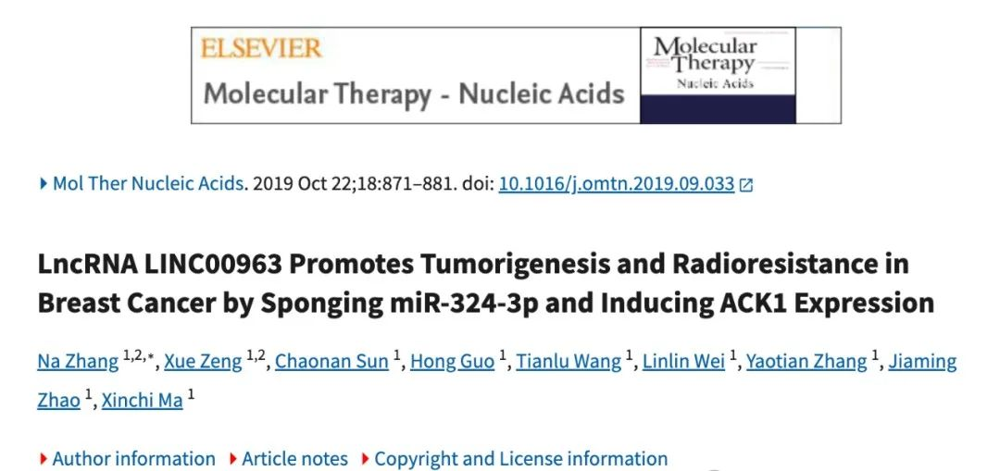 ELSEVIER
Molecular Therapy - Nucleic Acids
Molecular
Therapy
Nucleic Acids
Mol Ther Nucleic Acids. 2019 Oct 22;18:871–881. doi: 10.1016/j.omtn.2019.09.033
LncRNA LINC00963 Promotes Tumorigenesis and Radioresistance in
Breast Cancer by Sponging miR-324-3p and Inducing ACK1 Expression
Na Zhang 1,2,*, Xue Zeng 1,2, Chaonan Sun 1, Hong Guo 1, Tianlu Wang 1, Linlin Wei 1, Yaotian Zhang 1, Jiaming
Zhao 1, Xinchi Ma 1
Author information Article notes Copyright and License information